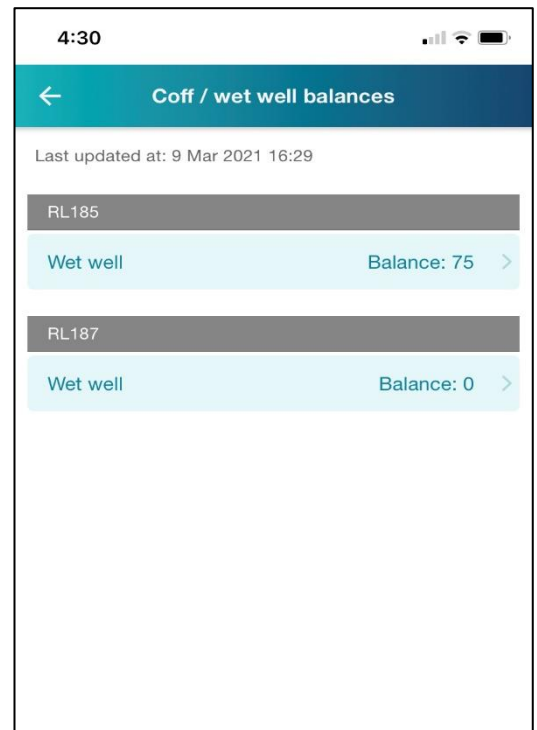 4:30
Coff / wet well balances
Last updated at: 9 Mar 2021 16:29
RL185
Wet well Balance: 75
RL187
Wet well Balance: 0